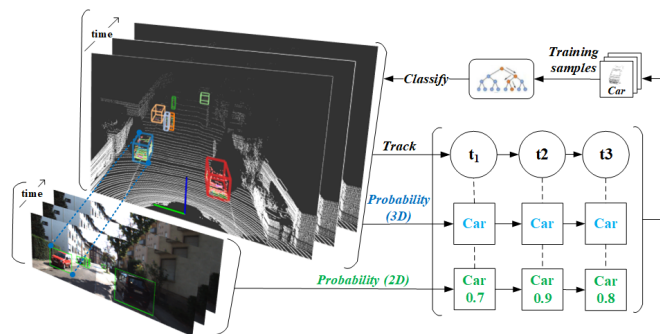 time
Training
samples
Car
Classify
Track
t1
t2
t3
time
Probability
(3D)
Car
Car
Car
Probability (2D)
Car
0.7
Car
0.9
Car
0.8